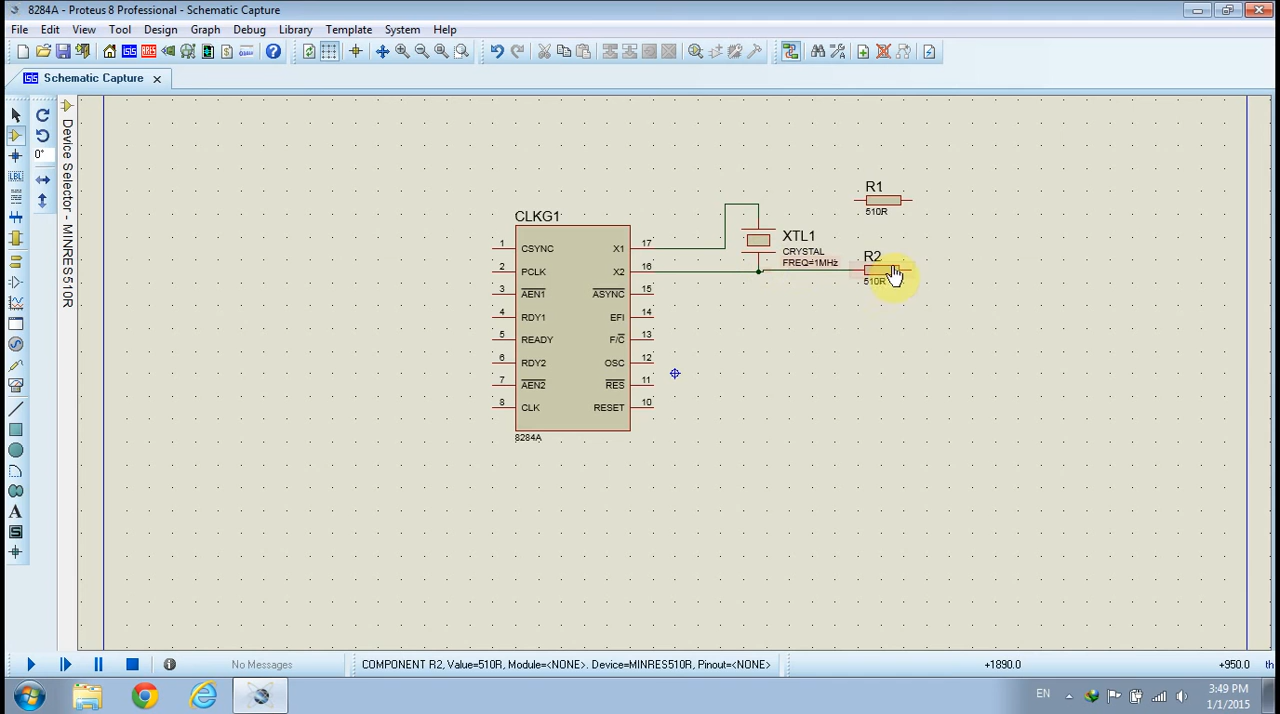 8284A - Proteus 8 Professional - Schematic Capture
File Edit View Tool Design Graph Debug Library Template System Help
Schematic Capture
0°
LBL
Device Selector - MINRES510R
R1
510R
CLKG1
XTL1
CRYSTAL
FREQ=1MHz
R2
510R
1 CSYNC X1 17
2 PCLK X2 16
3 AEN1 ASYNC 15
4 RDY1 EFI 14
5 READY F/C 13
6 RDY2 OSC 12
7 AEN2 RES 11
8 CLK RESET 10
8284A
No Messages COMPONENT R2, Value=510R, Module=<NONE>. Device=MINRES510R, Pinout=<NONE> +1890.0 +950.0 th
EN
3:49 PM
1/1/2015